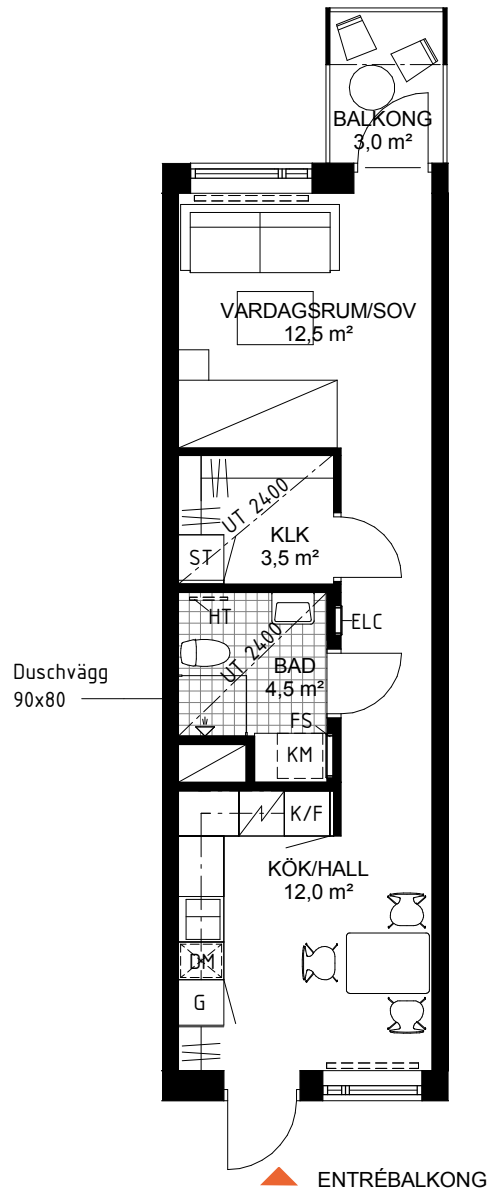 BALKONG
3,0 m²
VARDAGSRUM/SOV
12,5 m²
UT 2400
KLK
3,5 m²
ST
HT
ELC
UT 2400
BAD
4,5 m²
Duschvägg
90x80
FS
KM
K/F
KÖK/HALL
12,0 m²
DM
G
ENTRÉBALKONG